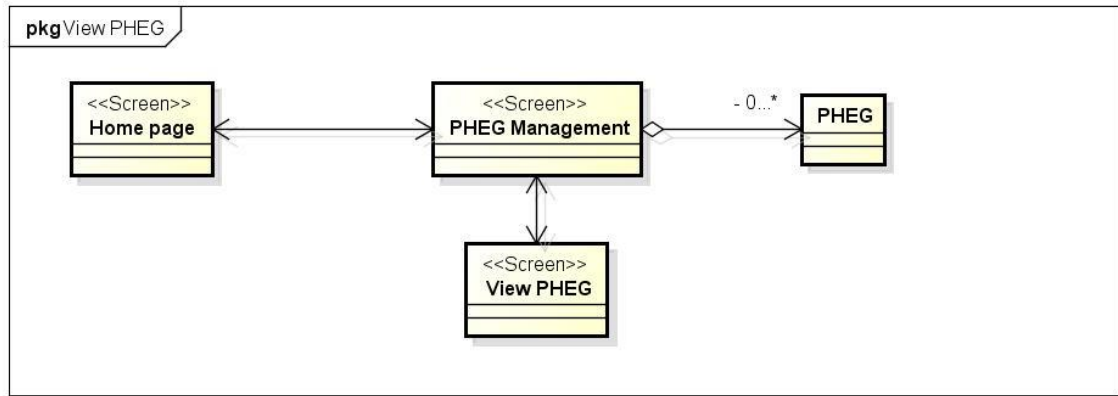 pkg View PHEG
<<Screen>>
Home page
<<Screen>>
PHEG Management
- 0...*
PHEG
<<Screen>>
View PHEG